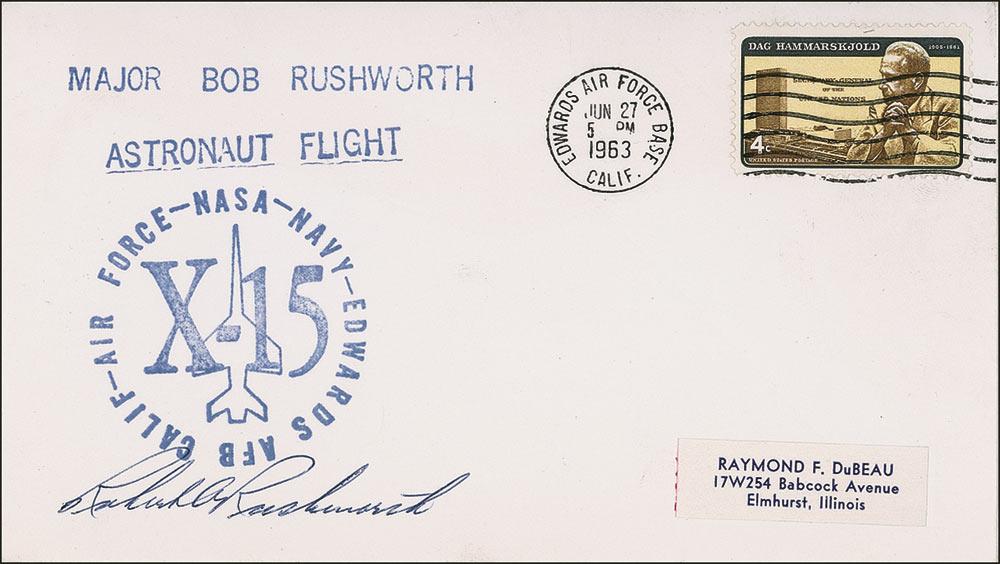 MAJOR BOB RUSHWORTH
ASTRONAUT FLIGHT
AIR FORCE-NASA-NAVY-EDWARDS AFB CALIF-
X-15
Robert A Rushworth
EDWARDS AIR FORCE BASE
JUN 27
5 PM
1963
CALIF.
DAG HAMMARSKJOLD 1905-1961
SECRETARY-GENERAL
OF THE
UNITED NATIONS
4c
UNITED STATES POSTAGE
RAYMOND F. DuBEAU
17W254 Babcock Avenue
Elmhurst, Illinois